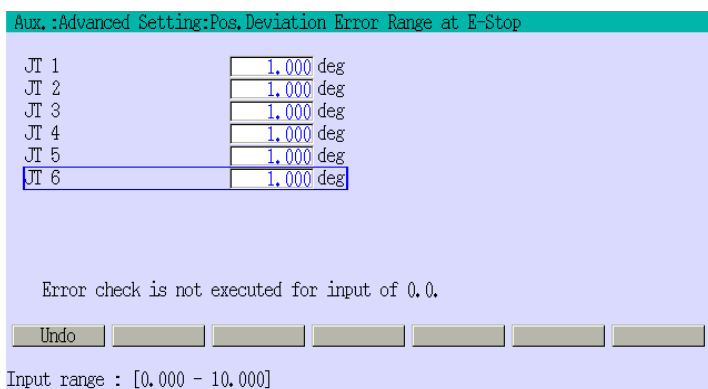 Aux.:Advanced Setting:Pos.Deviation Error Range at E-Stop
JT 1 1.000 deg
JT 2 1.000 deg
JT 3 1.000 deg
JT 4 1.000 deg
JT 5 1.000 deg
JT 6 1.000 deg
Error check is not executed for input of 0.0.
Undo
Input range : [0.000 - 10.000]